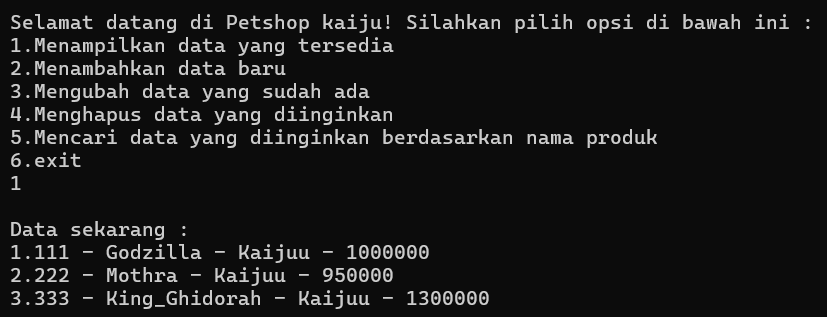 Selamat datang di Petshop kaiju! Silahkan pilih opsi di bawah ini :
1.Menampilkan data yang tersedia
2.Menambahkan data baru
3.Mengubah data yang sudah ada
4.Menghapus data yang diinginkan
5.Mencari data yang diinginkan berdasarkan nama produk
6.exit
1

Data sekarang :
1.111 - Godzilla - Kaijuu - 1000000
2.222 - Mothra - Kaijuu - 950000
3.333 - King_Ghidorah - Kaijuu - 1300000